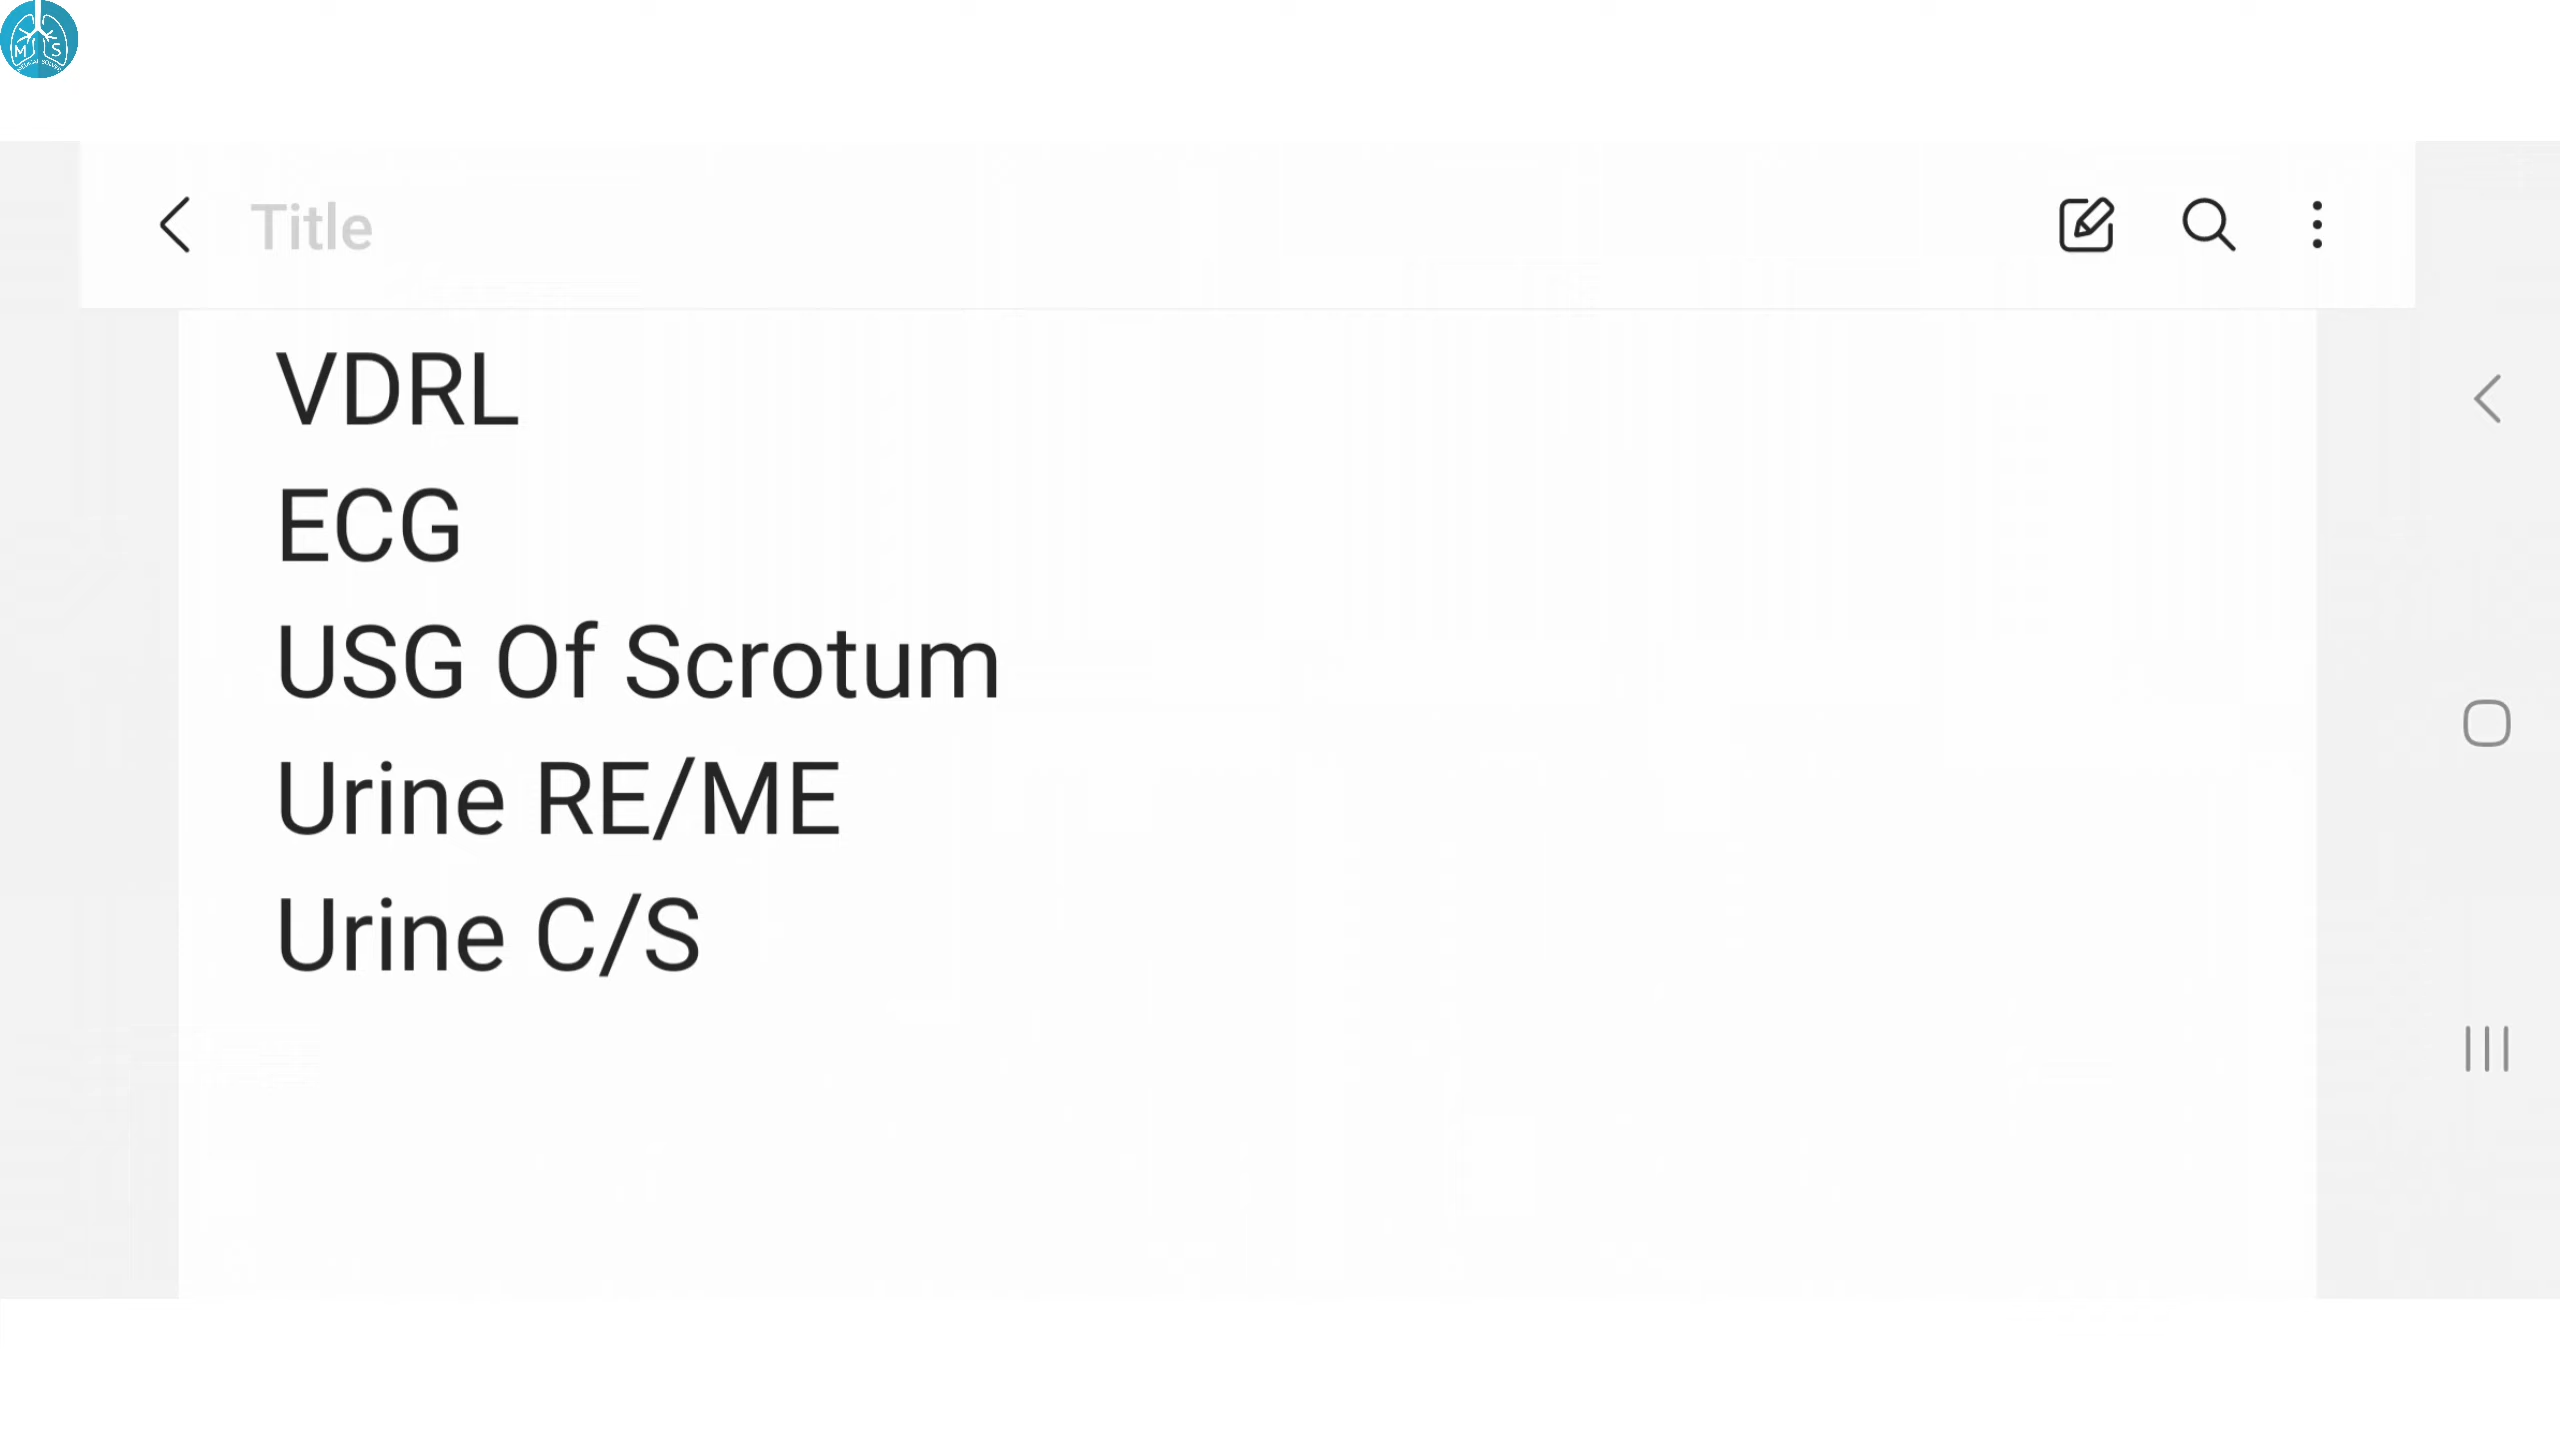 M S
Title
VDRL
ECG
USG Of Scrotum
Urine RE/ME
Urine C/S